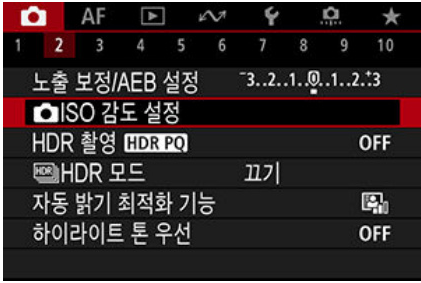 AF
1 2 3 4 5 6 7 8 9 10
노출 보정/AEB 설정 -3..2..1..0..1..2..+3
ISO 감도 설정
HDR 촬영 HDR PQ OFF
HDR HDR 모드 끄기
자동 밝기 최적화 기능
하이라이트 톤 우선 OFF